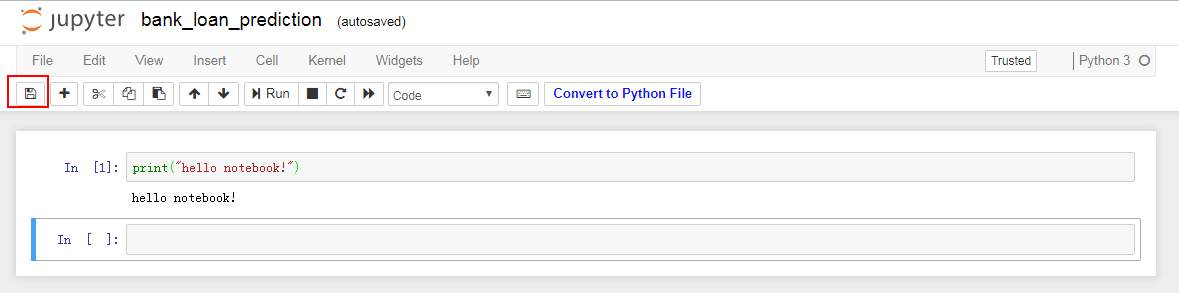 jupyter bank_loan_prediction (autosaved)
File Edit View Insert Cell Kernel Widgets Help Trusted Python 3
Run Code Convert to Python File
In [1]: print("hello notebook!")
hello notebook!
In [ ]: